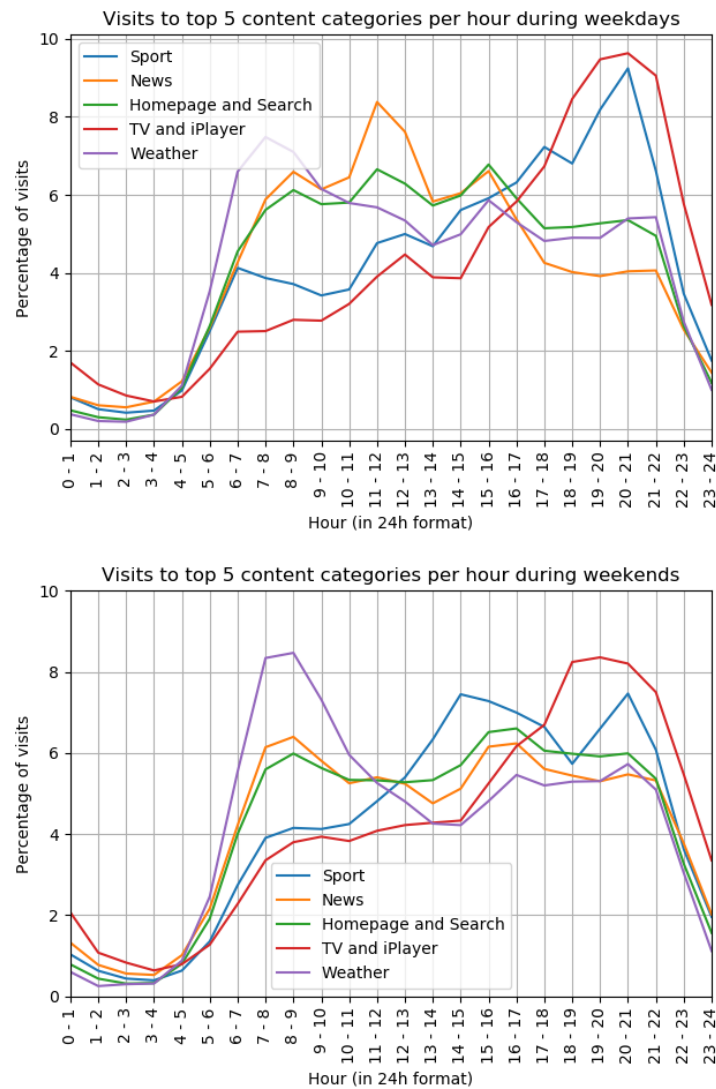 Visits to top 5 content categories per hour during weekdays
10
8
6
4
2
0
Percentage of visits
Sport
News
Homepage and Search
TV and iPlayer
Weather
0 - 1
1 - 2
2 - 3
3 - 4
4 - 5
5 - 6
6 - 7
7 - 8
8 - 9
9 - 10
10 - 11
11 - 12
12 - 13
13 - 14
14 - 15
15 - 16
16 - 17
17 - 18
18 - 19
19 - 20
20 - 21
21 - 22
22 - 23
23 - 24
Hour (in 24h format)
Visits to top 5 content categories per hour during weekends
10
8
6
4
2
0
Percentage of visits
Sport
News
Homepage and Search
TV and iPlayer
Weather
0 - 1
1 - 2
2 - 3
3 - 4
4 - 5
5 - 6
6 - 7
7 - 8
8 - 9
9 - 10
10 - 11
11 - 12
12 - 13
13 - 14
14 - 15
15 - 16
16 - 17
17 - 18
18 - 19
19 - 20
20 - 21
21 - 22
22 - 23
23 - 24
Hour (in 24h format)